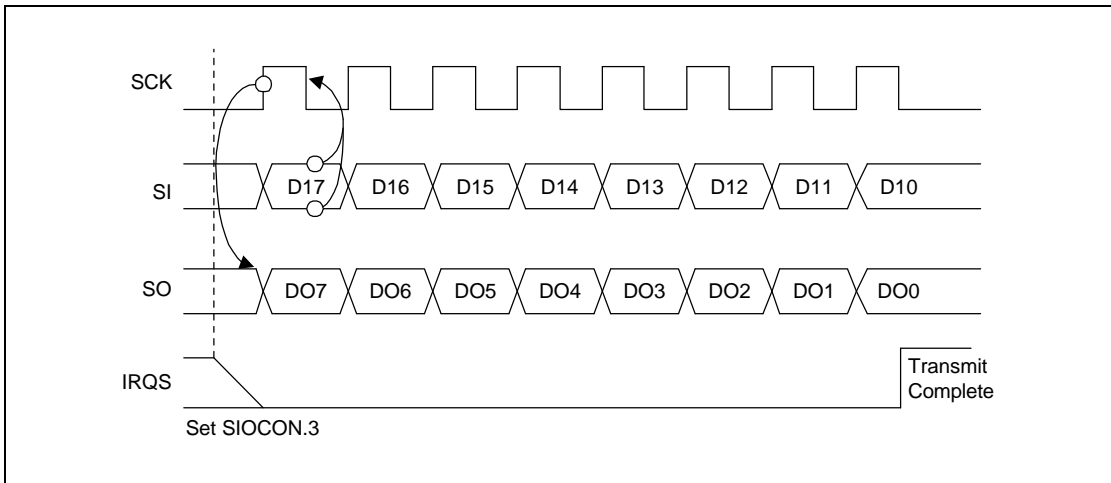 SCK
SI D17 D16 D15 D14 D13 D12 D11 D10
SO DO7 DO6 DO5 DO4 DO3 DO2 DO1 DO0
IRQS
Transmit
Complete
Set SIOCON.3